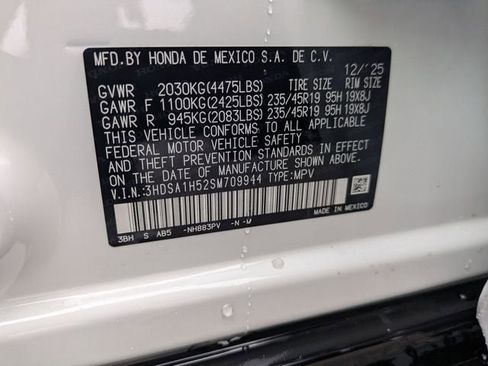 MFD. BY HONDA DE MEXICO S.A. DE C.V.
12/'25
GVWR 2030KG(4475LBS) TIRE SIZE RIM SIZE
GAWR F 1100KG(2425LBS) 235/45R19 95H 19X8J
GAWR R 945KG(2083LBS) 235/45R19 95H 19X8J
THIS VEHICLE CONFORMS TO ALL APPLICABLE
FEDERAL MOTOR VEHICLE SAFETY BUMPER
AND THEFT PREVENTION STANDARDS IN EFFECT
ON THE DATE OF MANUFACTURE SHOWN ABOVE.
V.I.N.:3HDSA1H52SM709944 TYPE:MPV
3BH S AB5 -NH883PV -N -W
MADE IN
MEXICO